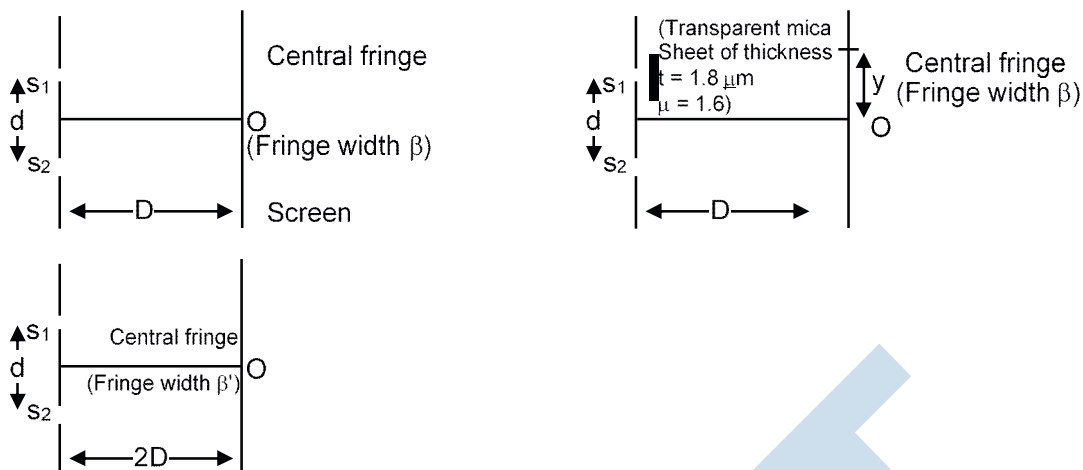 Central fringe
S1
d
O
(Fringe width β)
S2
D
Screen
(Transparent mica
Sheet of thickness
t = 1.8 μm
μ = 1.6)
S1
d
S2
y
Central fringe
(Fringe width β)
O
D
S1
Central fringe
d
O
(Fringe width β')
S2
2D